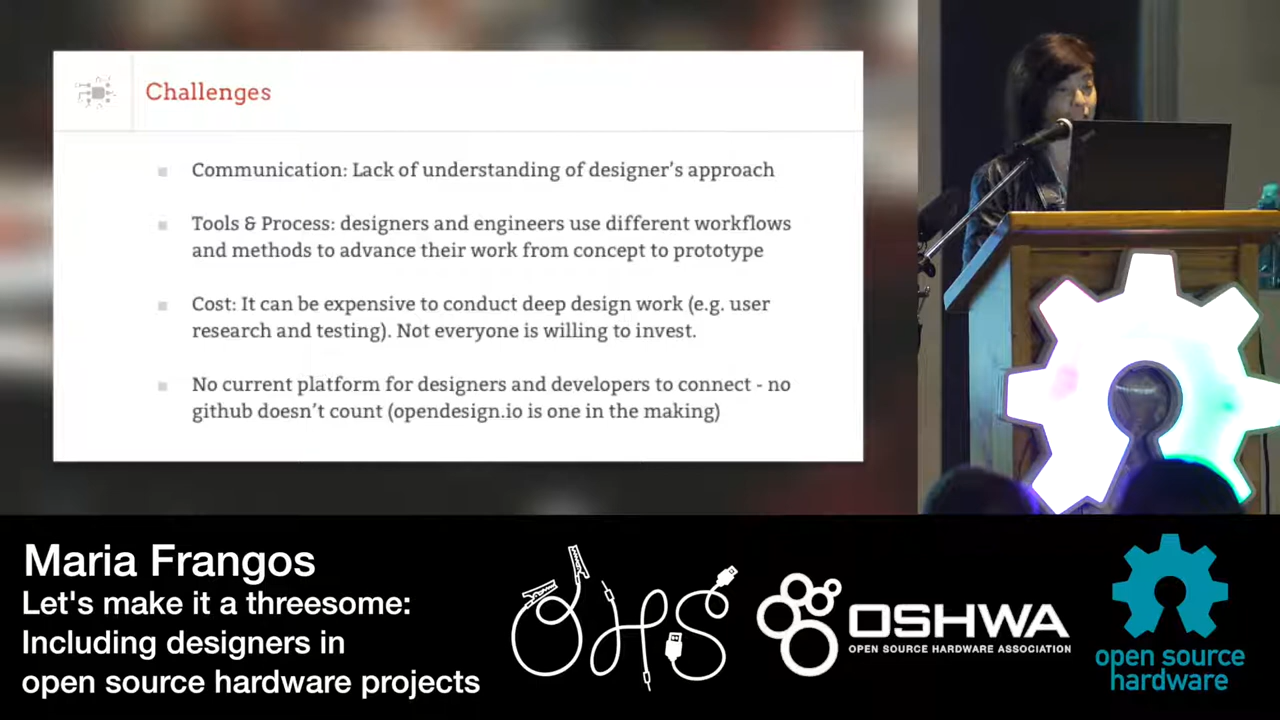 Challenges
Communication: Lack of understanding of designer's approach
Tools & Process: designers and engineers use different workflows
and methods to advance their work from concept to prototype
Cost: It can be expensive to conduct deep design work (e.g. user
research and testing). Not everyone is willing to invest.
No current platform for designers and developers to connect - no
github doesn't count (opendesign.io is one in the making)
Maria Frangos
Let's make it a threesome:
Including designers in
open source hardware projects
OHS
OSHWA
OPEN SOURCE HARDWARE ASSOCIATION
open source
hardware